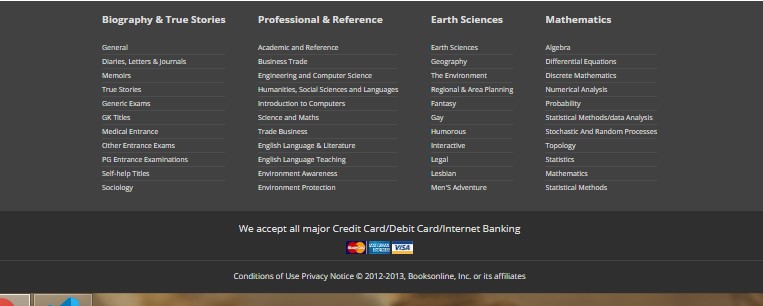 Biography & True Stories
General
Diaries, Letters & Journals
Memoirs
True Stories
Generic Exams
GK Titles
Medical Entrance
Other Entrance Exams
PG Entrance Examinations
Self-help Titles
Sociology
Professional & Reference
Academic and Reference
Business Trade
Engineering and Computer Science
Humanities, Social Sciences and Languages
Introduction to Computers
Science and Maths
Trade Business
English Language & Literature
English Language Teaching
Environment Awareness
Environment Protection
Earth Sciences
Earth Sciences
Geography
The Environment
Regional & Area Planning
Fantasy
Gay
Humorous
Interactive
Legal
Lesbian
Men'S Adventure
Mathematics
Algebra
Differential Equations
Discrete Mathematics
Numerical Analysis
Probability
Statistical Methods/data Analysis
Stochastic And Random Processes
Topology
Statistics
Mathematics
Statistical Methods
We accept all major Credit Card/Debit Card/Internet Banking
VISA
Conditions of Use Privacy Notice © 2012-2013, Booksonline, Inc. or its affiliates